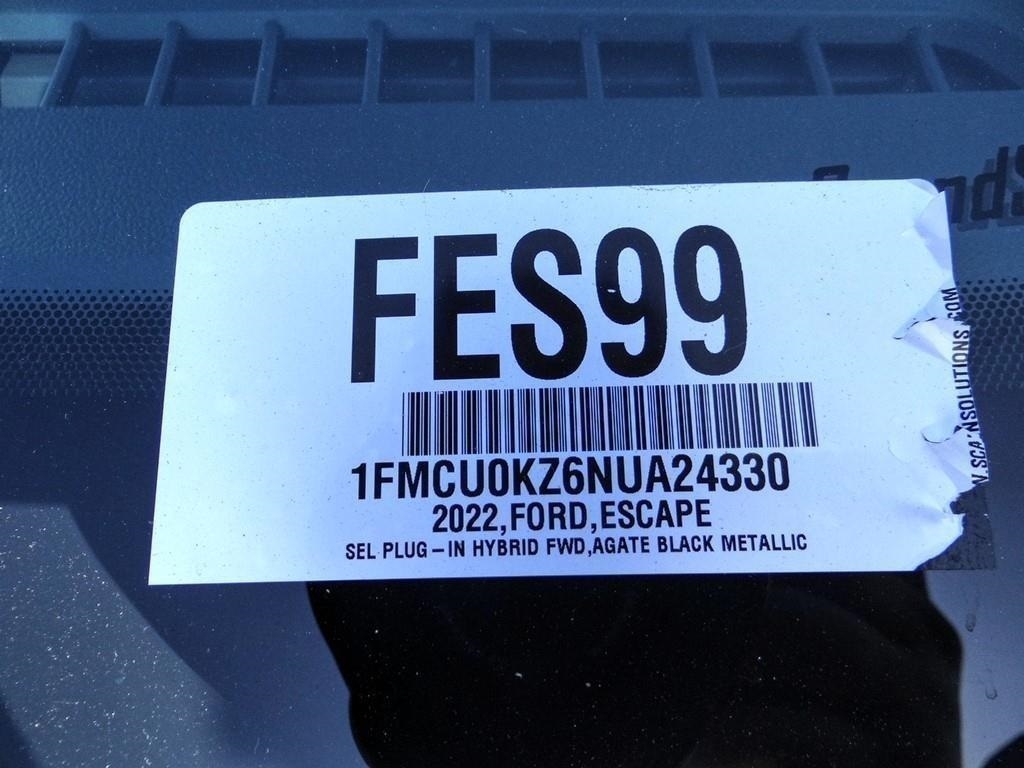 FES99
1FMCU0KZ6NUA24330
2022,FORD,ESCAPE
SEL PLUG-IN HYBRID FWD,AGATE BLACK METALLIC